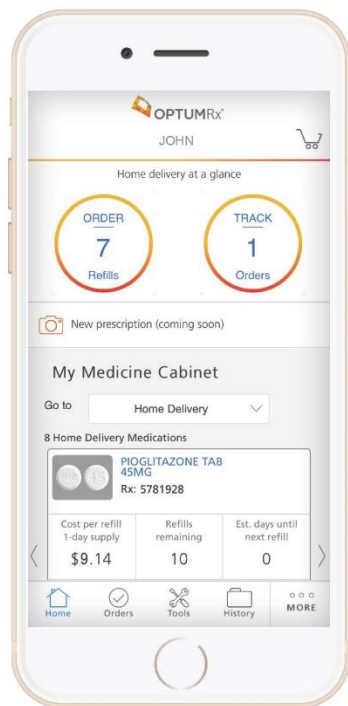 OPTUMRx®
JOHN
Home delivery at a glance
ORDER
7
Refills
TRACK
1
Orders
New prescription (coming soon)
My Medicine Cabinet
Go to
Home Delivery
8 Home Delivery Medications
PIOGLITAZONE TAB
45MG
Rx: 5781928
Cost per refill
1-day supply
$9.14
Refills
remaining
10
Est. days until
next refill
0
Home
Orders
Tools
History
MORE